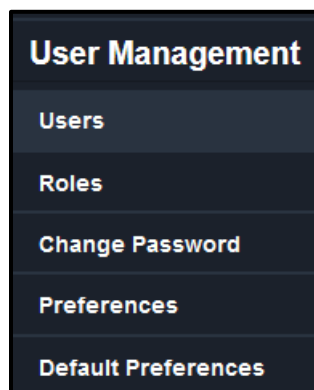 User Management
Users
Roles
Change Password
Preferences
Default Preferences